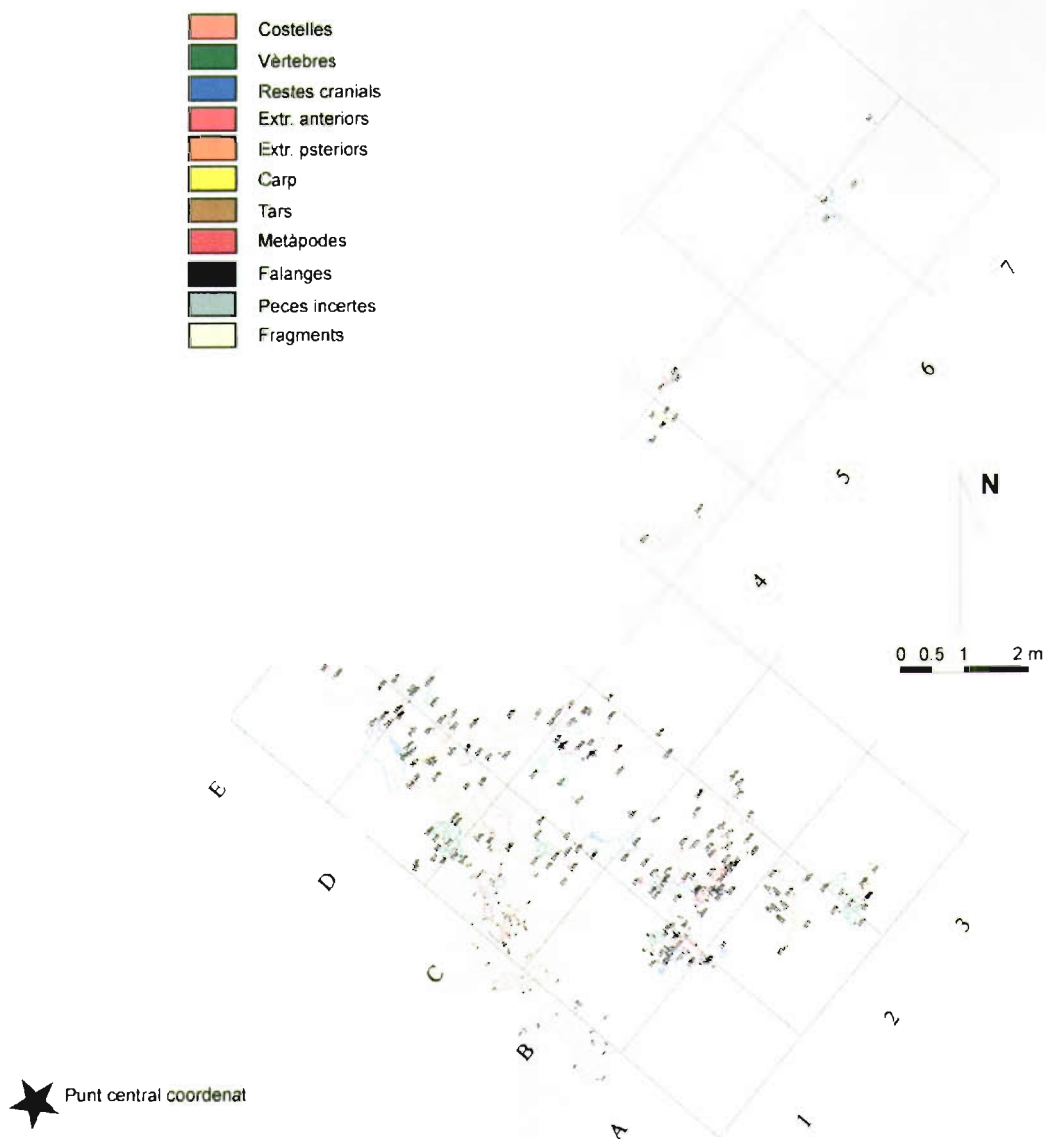 Costelles
Vèrtebres
Restes cranials
Extr. anteriors
Extr. psteriors
Carp
Tars
Metàpodes
Falanges
Peces incertes
Fragments
7
6
5
N
4
0 0.5 1 2 m
E
D
3
C
2
B
1
A
Punt central coordenat